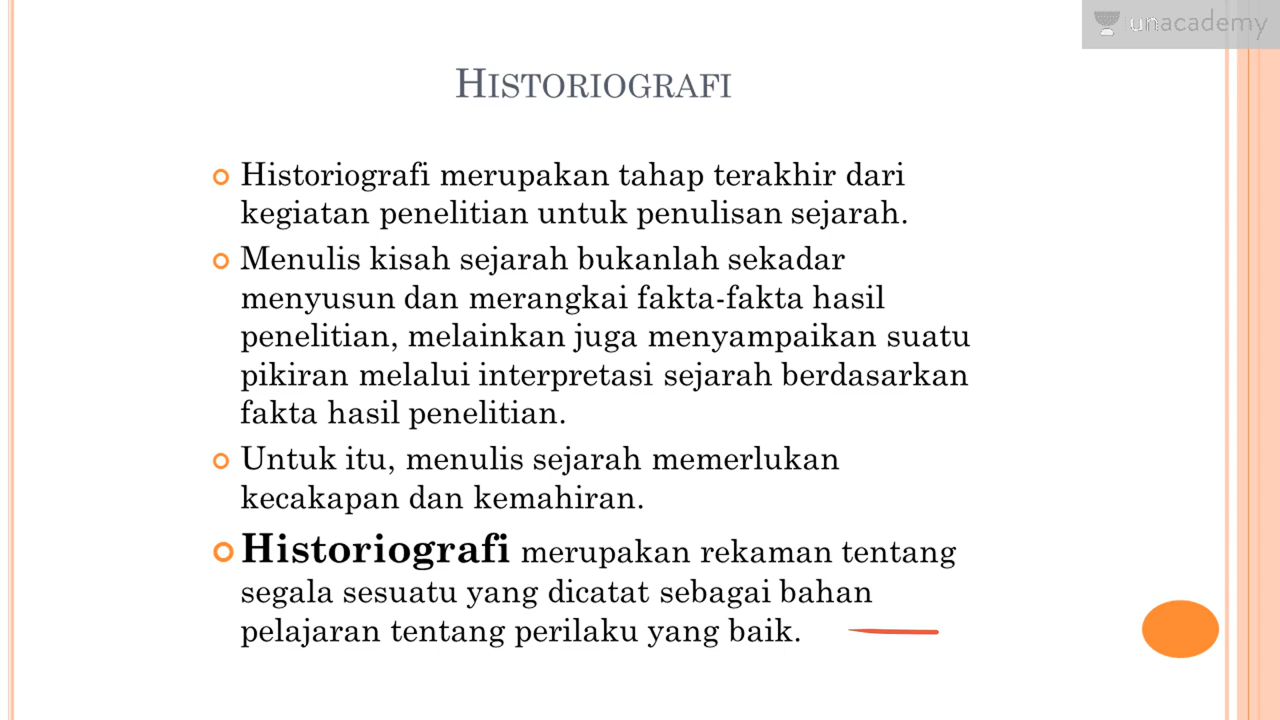 unacademy
HISTORIOGRAFI
Historiografi merupakan tahap terakhir dari
kegiatan penelitian untuk penulisan sejarah.
Menulis kisah sejarah bukanlah sekadar
menyusun dan merangkai fakta-fakta hasil
penelitian, melainkan juga menyampaikan suatu
pikiran melalui interpretasi sejarah berdasarkan
fakta hasil penelitian.
Untuk itu, menulis sejarah memerlukan
kecakapan dan kemahiran.
Historiografi merupakan rekaman tentang
segala sesuatu yang dicatat sebagai bahan
pelajaran tentang perilaku yang baik.